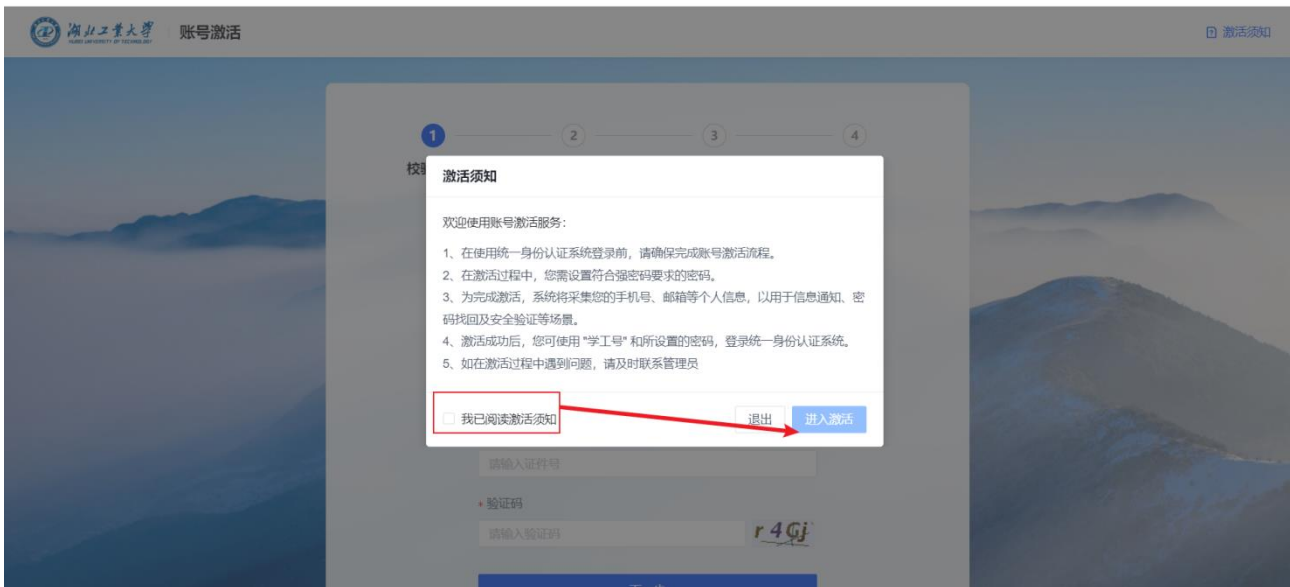 湖北工业大学
HUBEI UNIVERSITY OF TECHNOLOGY
账号激活
激活须知
1
2
3
4
激活须知
欢迎使用账号激活服务：
1、在使用统一身份认证系统登录前，请确保完成账号激活流程。
2、在激活过程中，您需设置符合强密码要求的密码。
3、为完成激活，系统将采集您的手机号、邮箱等个人信息，以用于信息通知、密
码找回及安全验证等场景。
4、激活成功后，您可使用 "学工号" 和所设置的密码，登录统一身份认证系统。
5、如在激活过程中遇到问题，请及时联系管理员
我已阅读激活须知
退出
进入激活
请输入证件号
* 验证码
请输入验证码
r4Gj